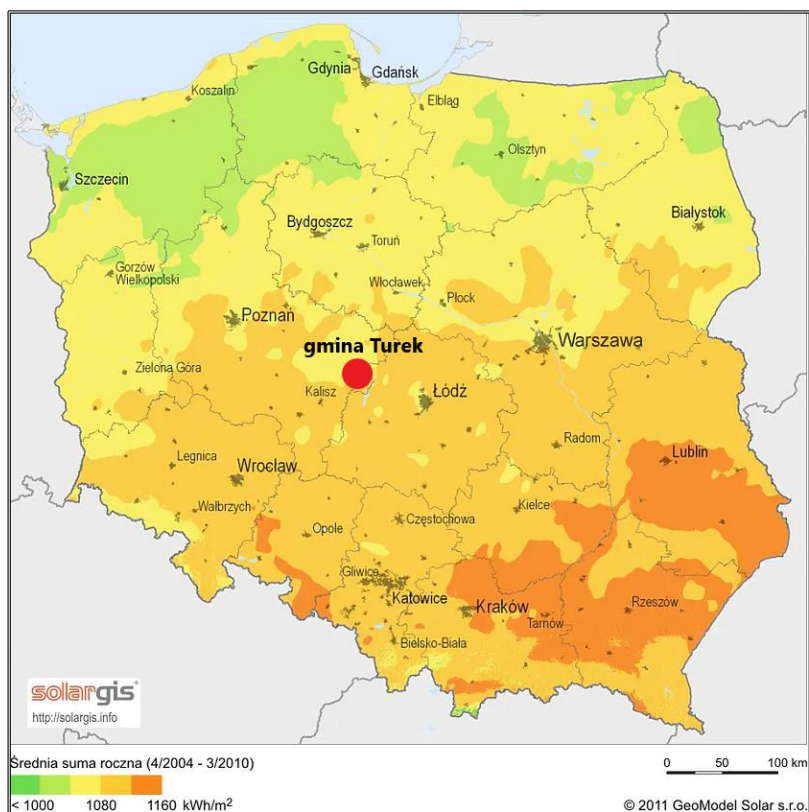 Gdynia
Gdańsk
Koszalin
Elbląg
Olsztyn
Szczecin
Białystok
Bydgoszcz
Toruń
Gorzów
Wielkopolski
Włocławek
Płock
Poznań
Warszawa
gmina Turek
Zielona Góra
Kalisz
Łódź
Radom
Lublin
Legnica
Wrocław
Wałbrzych
Opole
Częstochowa
Kielce
Gliwice
Katowice
Kraków
Tarnów
Rzeszów
Bielsko-Biała
solargis
http://solargis.info
Średnia suma roczna (4/2004 - 3/2010)
< 1000 1080 1160 kWh/m²
0 50 100 km
© 2011 GeoModel Solar s.r.o.